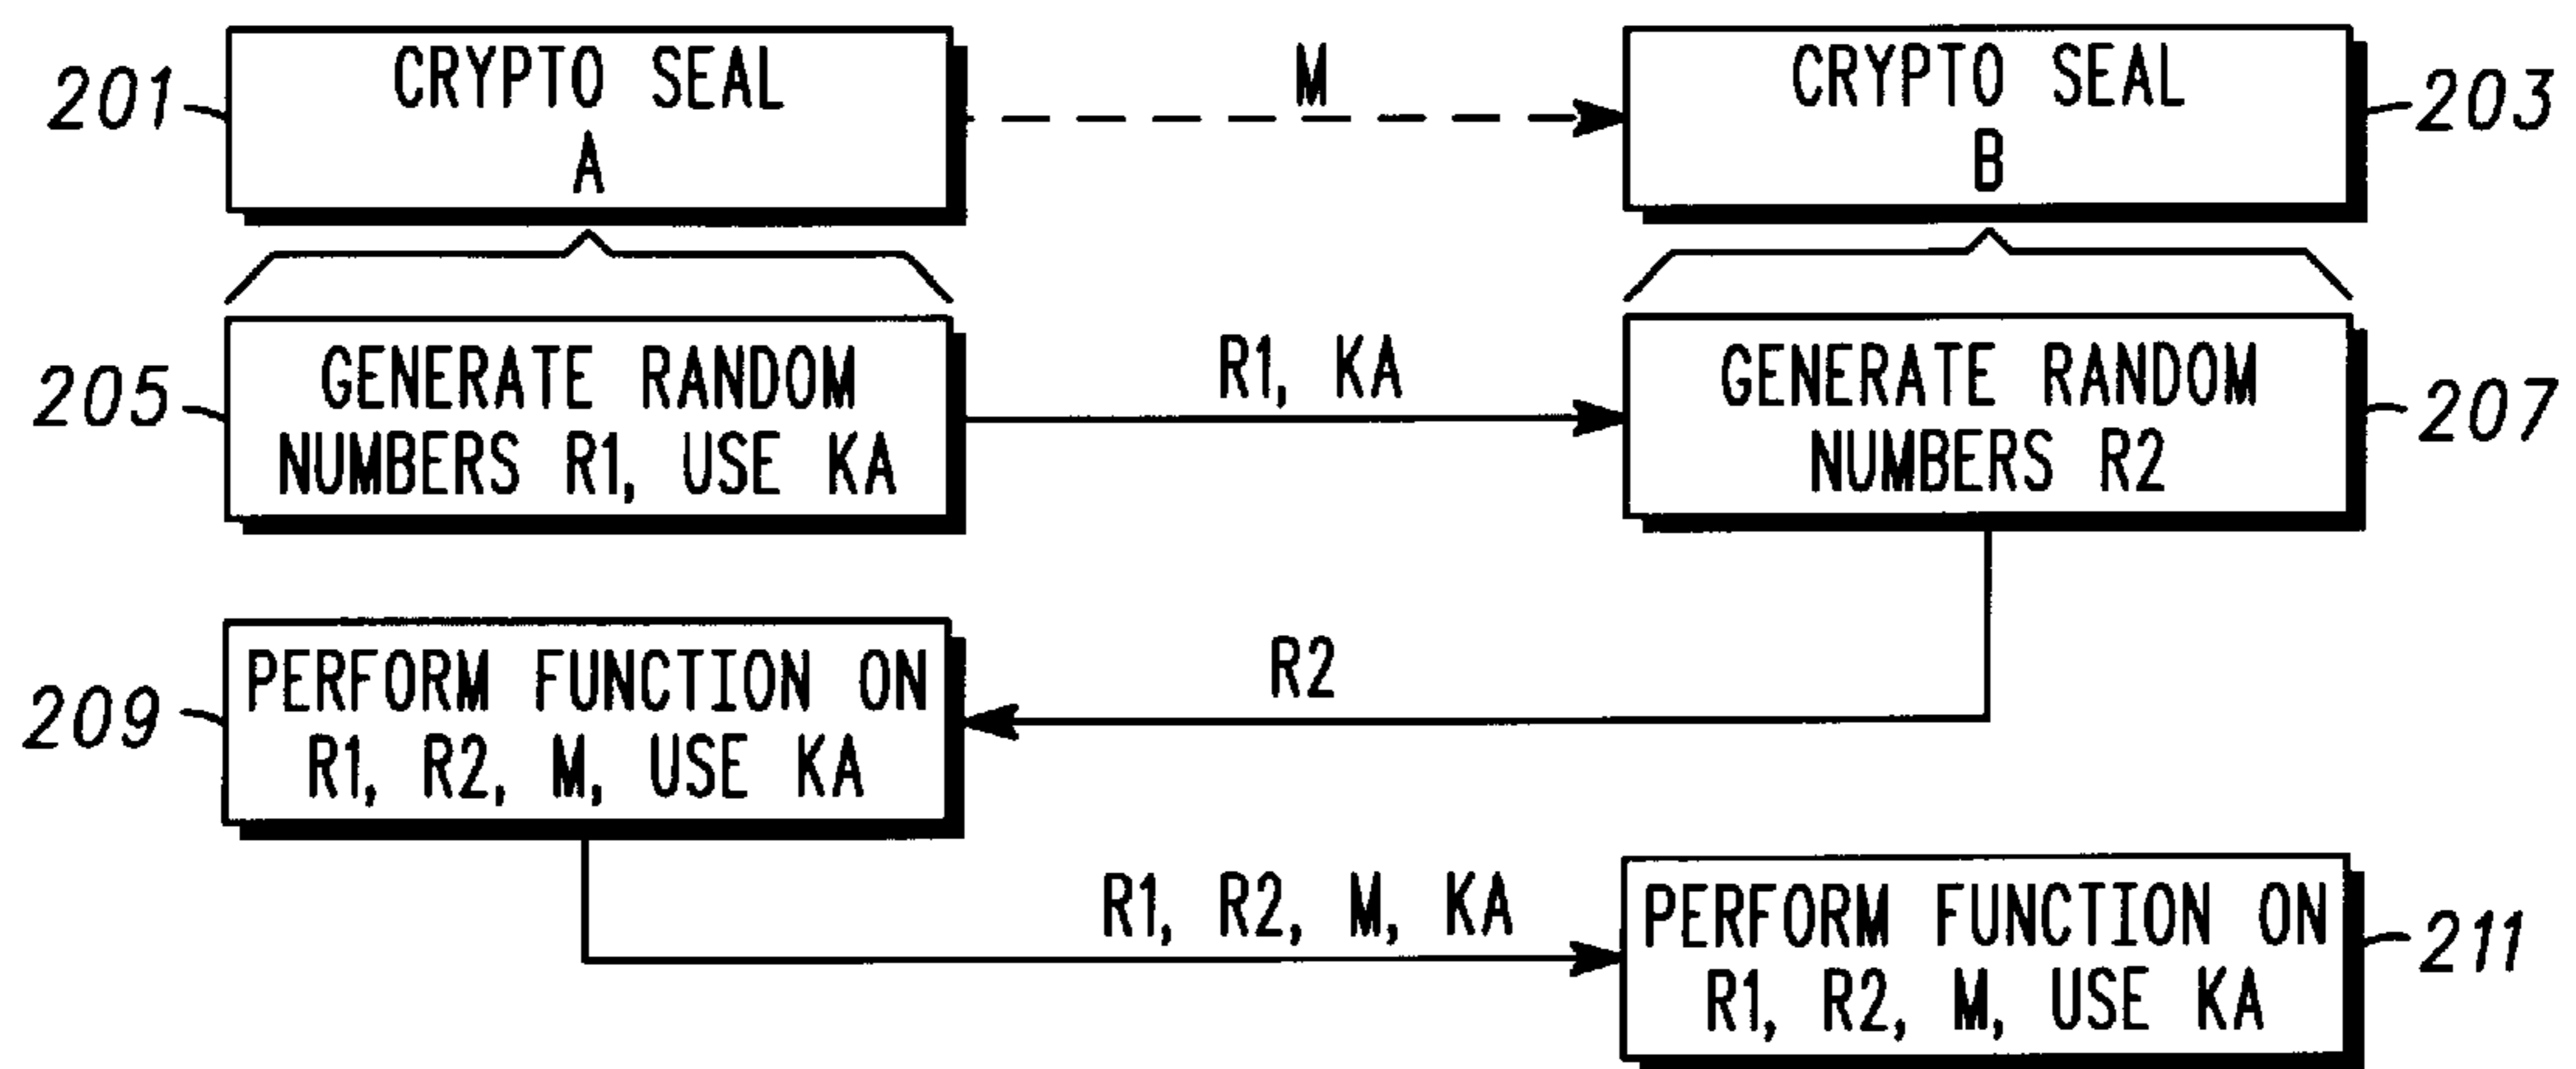 201
CRYPTO SEAL
A
M
CRYPTO SEAL
B
203
205
GENERATE RANDOM
NUMBERS R1, USE KA
R1, KA
GENERATE RANDOM
NUMBERS R2
207
209
PERFORM FUNCTION ON
R1, R2, M, USE KA
R2
R1, R2, M, KA
PERFORM FUNCTION ON
R1, R2, M, USE KA
211